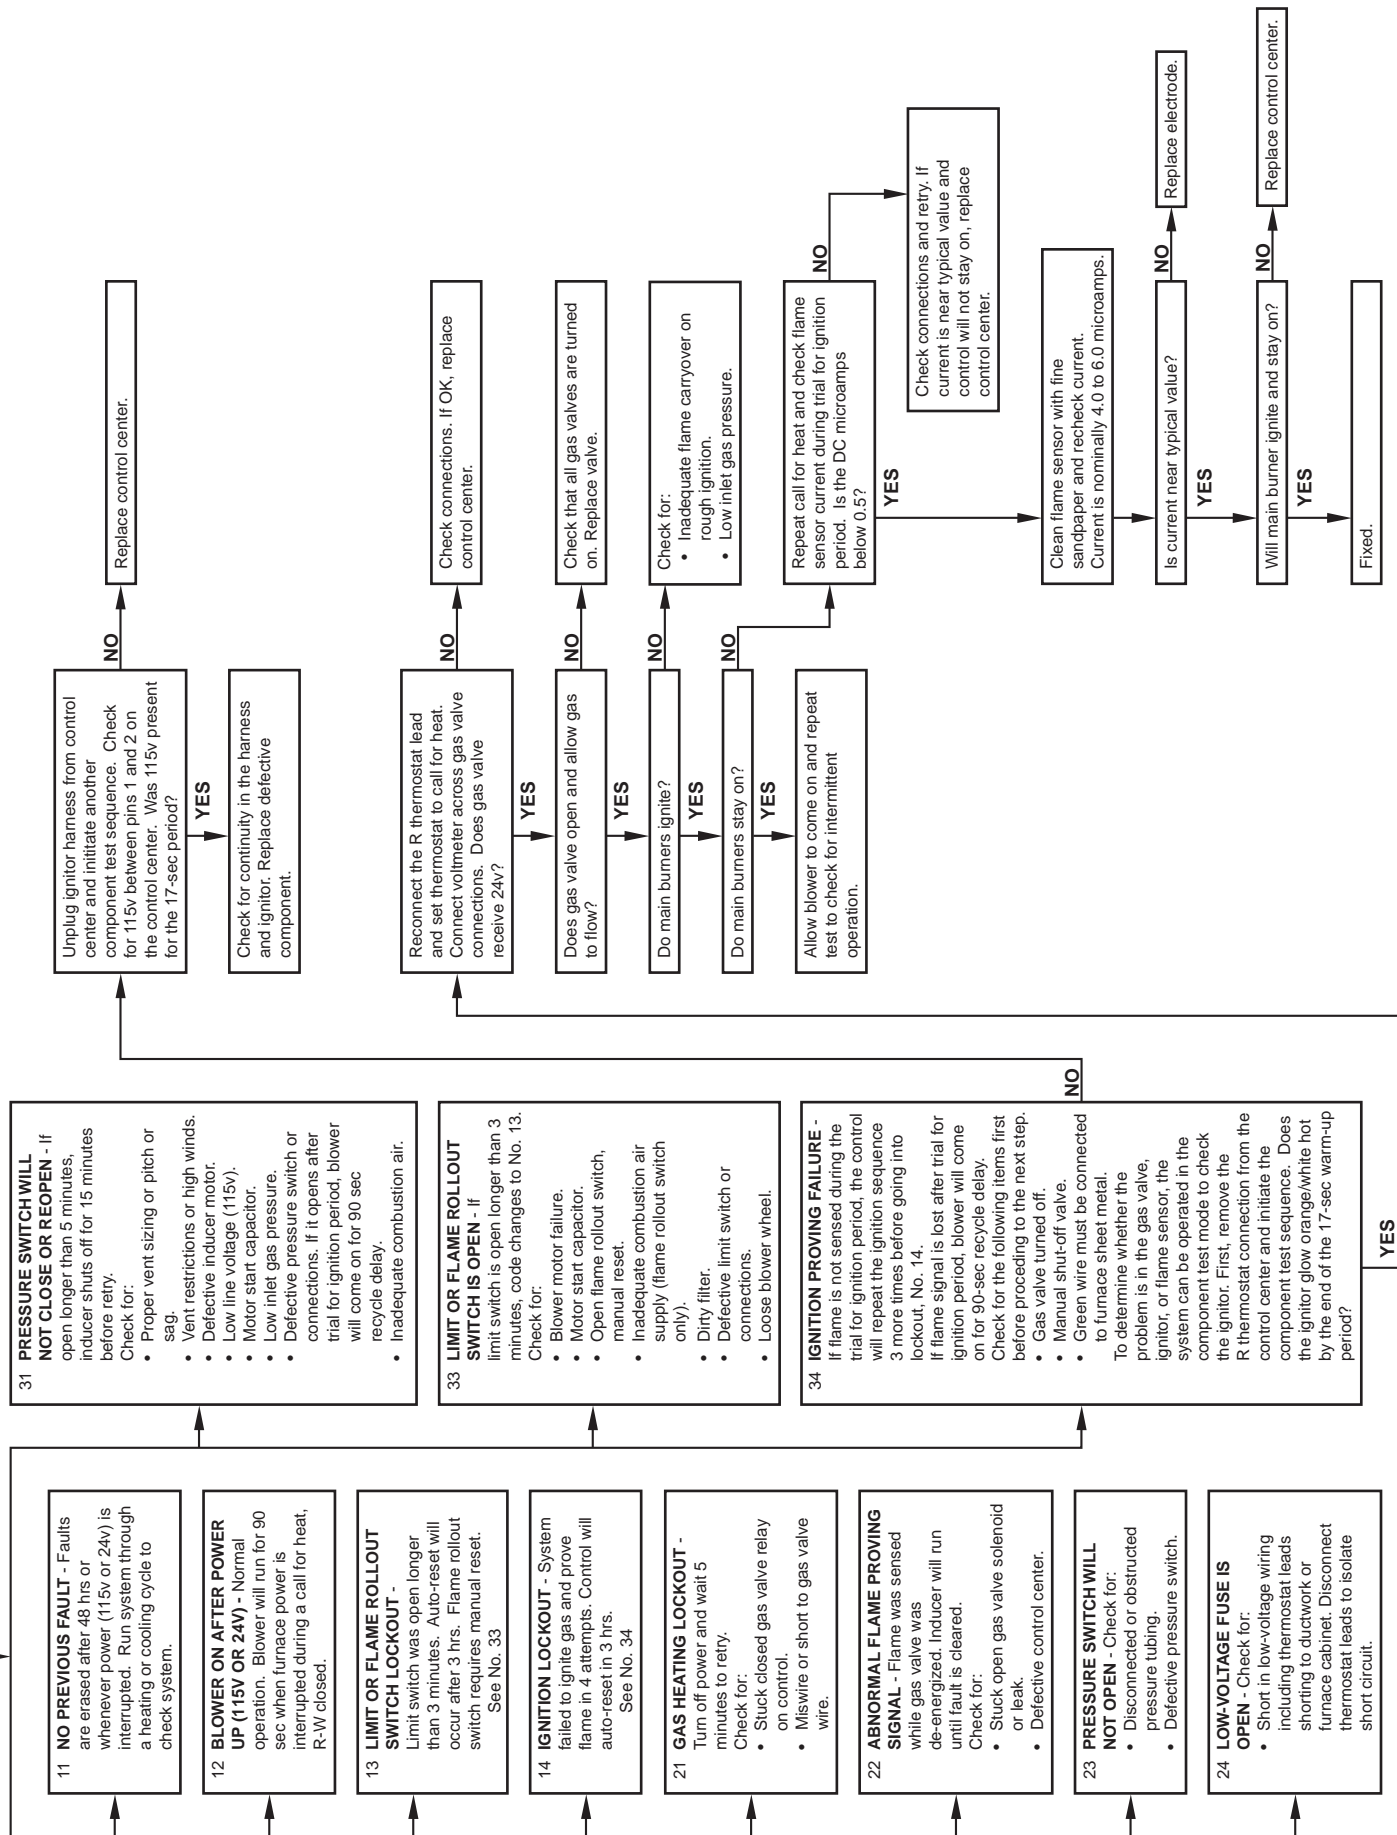 11 NO PREVIOUS FAULT - Faults
are erased after 48 hrs or
whenever power (115v or 24v) is
interrupted. Run system through
a heating or cooling cycle to
check system.
12 BLOWER ON AFTER POWER
UP (115V OR 24V) - Normal
operation. Blower will run for 90
sec when furnace power is
interrupted during a call for heat,
R-W closed.
13 LIMIT OR FLAME ROLLOUT
SWITCH LOCKOUT -
Limit switch was open longer
than 3 minutes. Auto-reset will
occur after 3 hrs. Flame rollout
switch requires manual reset.
See No. 33
14 IGNITION LOCKOUT - System
failed to ignite gas and prove
flame in 4 attempts. Control will
auto-reset in 3 hrs.
See No. 34
21 GAS HEATING LOCKOUT -
Turn off power and wait 5
minutes to retry.
Check for:
• Stuck closed gas valve relay
on control.
• Miswire or short to gas valve
wire.
22 ABNORMAL FLAME PROVING
SIGNAL - Flame was sensed
while gas valve was
de-energized. Inducer will run
until fault is cleared.
Check for:
• Stuck open gas valve solenoid
or leak.
• Defective control center.
23 PRESSURE SWITCH WILL
NOT OPEN - Check for:
• Disconnected or obstructed
pressure tubing.
• Defective pressure switch.
24 LOW-VOLTAGE FUSE IS
OPEN - Check for:
• Short in low-voltage wiring
including thermostat leads
shorting to ductwork or
furnace cabinet. Disconnect
thermostat leads to isolate
short circuit.
31 PRESSURE SWITCH WILL
NOT CLOSE OR REOPEN - If
open longer than 5 minutes,
inducer shuts off for 15 minutes
before retry.
Check for:
• Proper vent sizing or pitch or
sag.
• Vent restrictions or high winds.
• Defective inducer motor.
• Low line voltage (115v).
• Motor start capacitor.
• Low inlet gas pressure.
• Defective pressure switch or
connections. If it opens after
trial for ignition period, blower
will come on for 90 sec
recycle delay.
• Inadequate combustion air.
33 LIMIT OR FLAME ROLLOUT
SWITCH IS OPEN - If
limit switch is open longer than 3
minutes, code changes to No. 13.
Check for:
• Blower motor failure.
• Motor start capacitor.
• Open flame rollout switch,
manual reset.
• Inadequate combustion air
supply (flame rollout switch
only).
• Dirty filter.
• Defective limit switch or
connections.
• Loose blower wheel.
34 IGNITION PROVING FAILURE -
If flame is not sensed during the
trial for ignition period, the control
will repeat the ignition sequence
3 more times before going into
lockout, No. 14.
If flame signal is lost after trial for
ignition period, blower will come
on for 90-sec recycle delay.
Check for the following items first
before proceeding to the next step.
• Gas valve turned off.
• Manual shut-off valve.
• Green wire must be connected
to furnace sheet metal.
To determine whether the
problem is in the gas valve,
ignitor, or flame sensor, the
system can be operated in the
component test mode to check
the ignitor. First, remove the
R thermostat connection from the
control center and initiate the
component test sequence. Does
the ignitor glow orange/white hot
by the end of the 17-sec warm-up
period?
NO
YES
Unplug ignitor harness from control
center and inititate another
component test sequence. Check
for 115v between pins 1 and 2 on
the control center. Was 115v present
for the 17-sec period?
NO
Replace control center.
YES
Check for continuity in the harness
and ignitor. Replace defective
component.
Reconnect the R thermostat lead
and set thermostat to call for heat.
Connect voltmeter across gas valve
connections. Does gas valve
receive 24v?
NO
Check connections. If OK, replace
control center.
YES
Does gas valve open and allow gas
to flow?
NO
Check that all gas valves are turned
on. Replace valve.
YES
Do main burners ignite?
NO
Check for:
• Inadequate flame carryover on
rough ignition.
• Low inlet gas pressure.
YES
Do main burners stay on?
NO
YES
Allow blower to come on and repeat
test to check for intermittent
operation.
Repeat call for heat and check flame
sensor current during trial for ignition
period. Is the DC microamps
below 0.5?
NO
Check connections and retry. If
current is near typical value and
control will not stay on, replace
control center.
YES
Clean flame sensor with fine
sandpaper and recheck current.
Current is nominally 4.0 to 6.0 microamps.
Is current near typical value?
NO
Replace electrode.
YES
Will main burner ignite and stay on?
NO
Replace control center.
YES
Fixed.